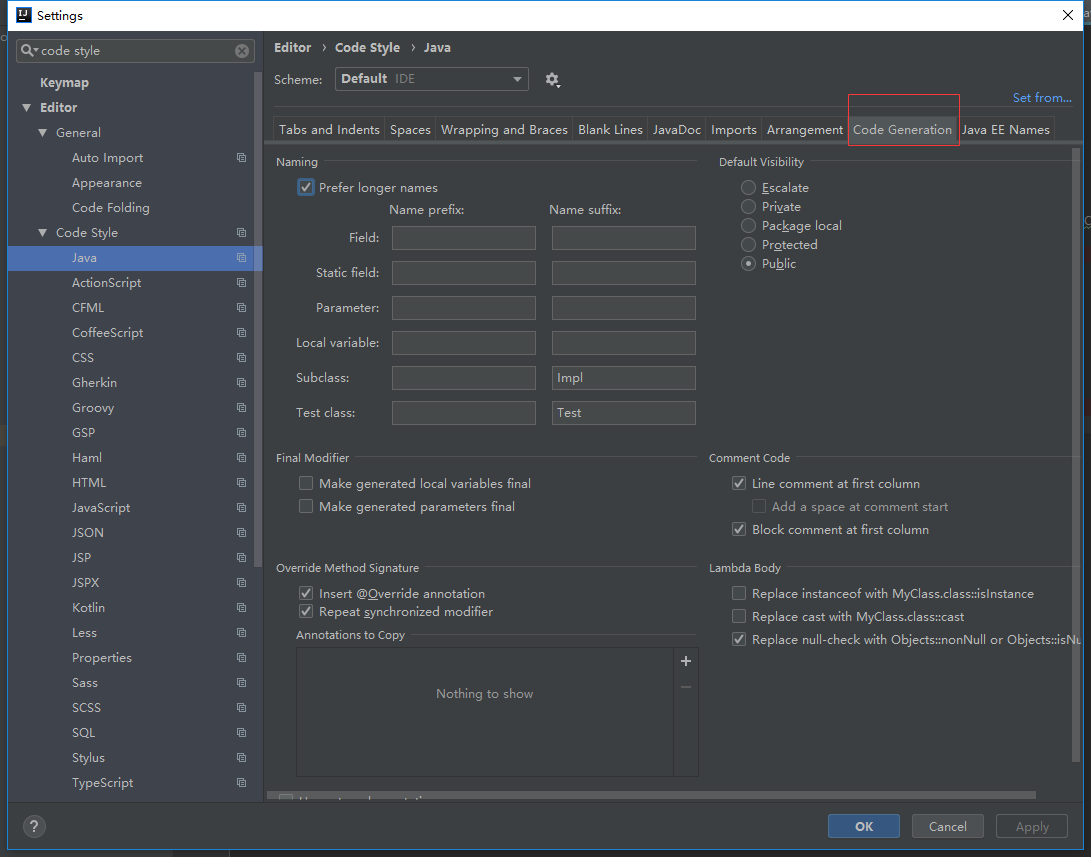 Settings
code style
Keymap
Editor
General
Auto Import
Appearance
Code Folding
Code Style
Java
ActionScript
CFML
CoffeeScript
CSS
Gherkin
Groovy
GSP
Haml
HTML
JavaScript
JSON
JSP
JSPX
Kotlin
Less
Properties
Sass
SCSS
SQL
Stylus
TypeScript
Editor › Code Style › Java
Scheme: Default IDE
Set from...
Tabs and Indents Spaces Wrapping and Braces Blank Lines JavaDoc Imports Arrangement Code Generation Java EE Names
Naming
Prefer longer names
Name prefix: Name suffix:
Field:
Static field:
Parameter:
Local variable:
Subclass: Impl
Test class: Test
Default Visibility
Escalate
Private
Package local
Protected
Public
Final Modifier
Make generated local variables final
Make generated parameters final
Comment Code
Line comment at first column
Add a space at comment start
Block comment at first column
Override Method Signature
Insert @Override annotation
Repeat synchronized modifier
Annotations to Copy
Nothing to show
Lambda Body
Replace instanceof with MyClass.class::isInstance
Replace cast with MyClass.class::cast
Replace null-check with Objects::nonNull or Objects::isNu
?
OK Cancel Apply